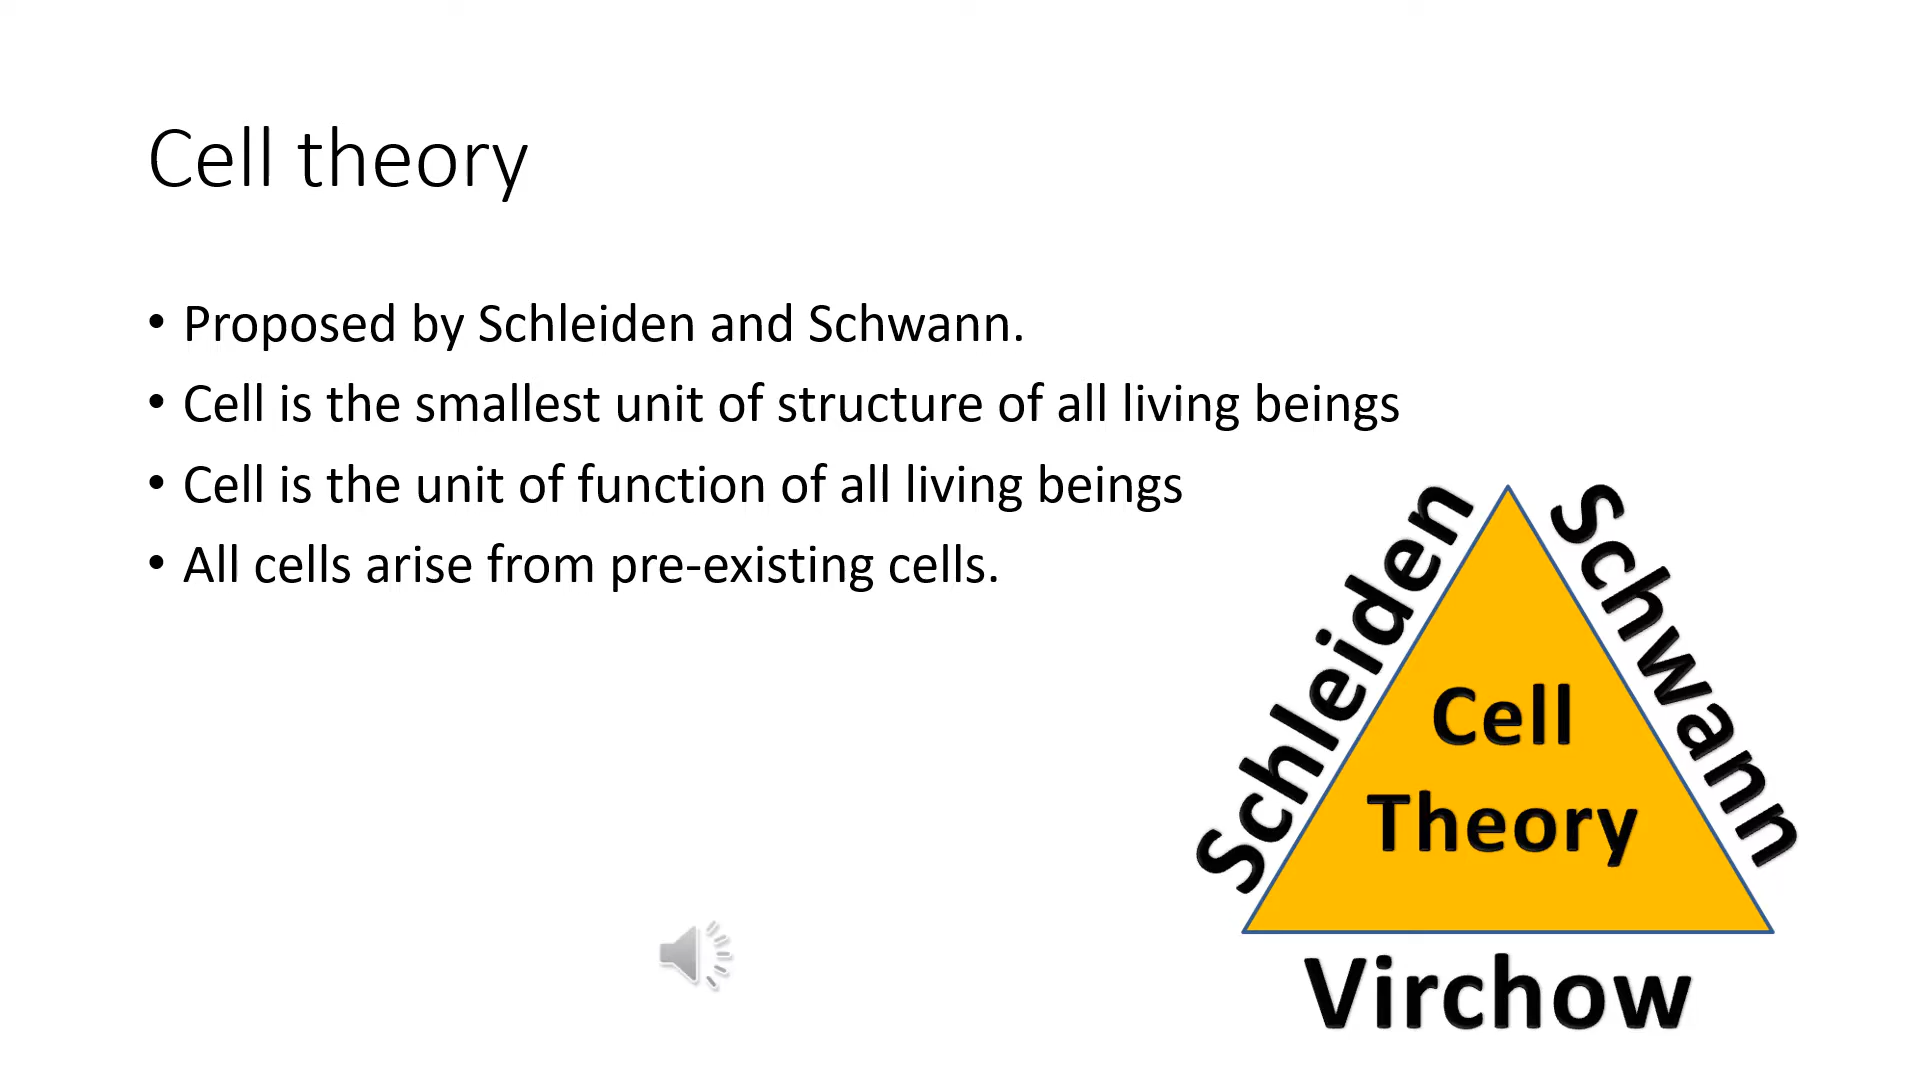 Cell theory
• Proposed by Schleiden and Schwann.
• Cell is the smallest unit of structure of all living beings
• Cell is the unit of function of all living beings
• All cells arise from pre-existing cells.
Schleiden
Schwann
Cell
Theory
Virchow